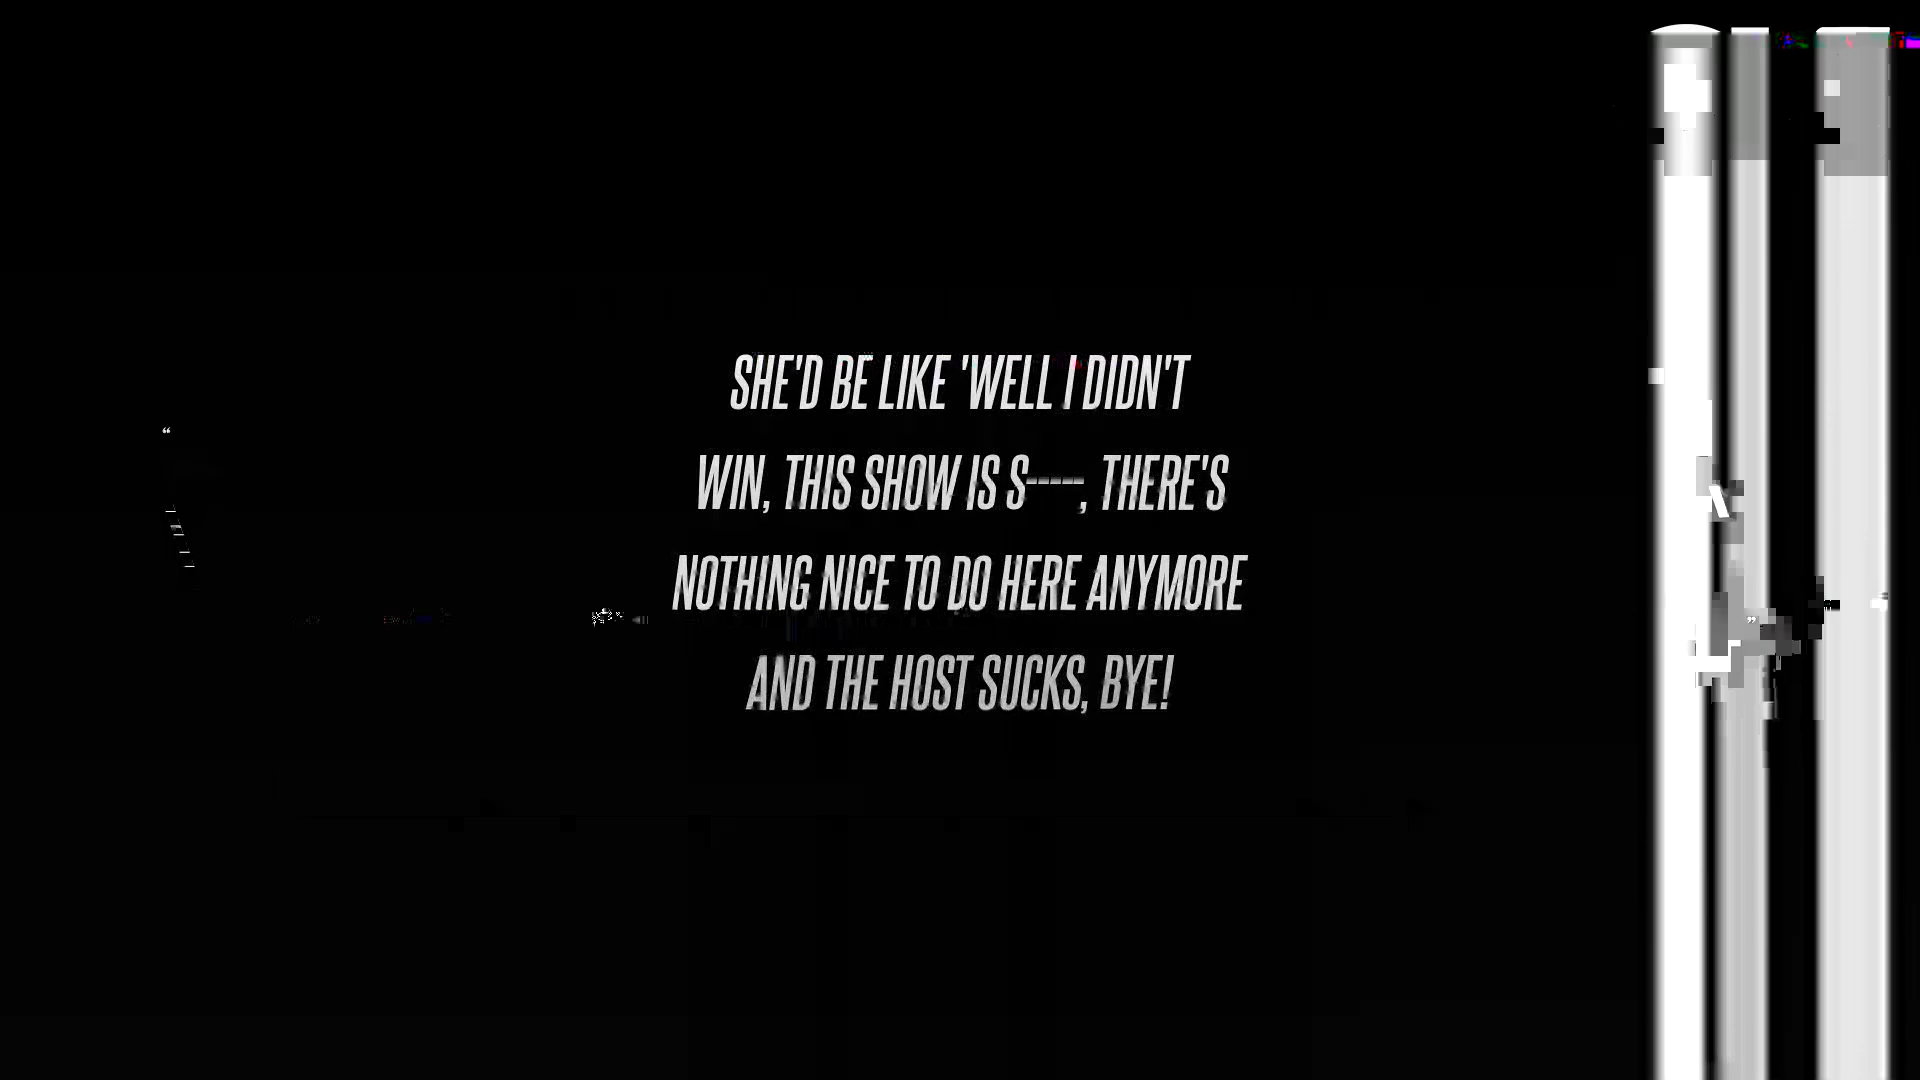 “
SHE'D BE LIKE 'WELL I DIDN'T
WIN, THIS SHOW IS S----, THERE'S
NOTHING NICE TO DO HERE ANYMORE
AND THE HOST SUCKS, BYE!
”